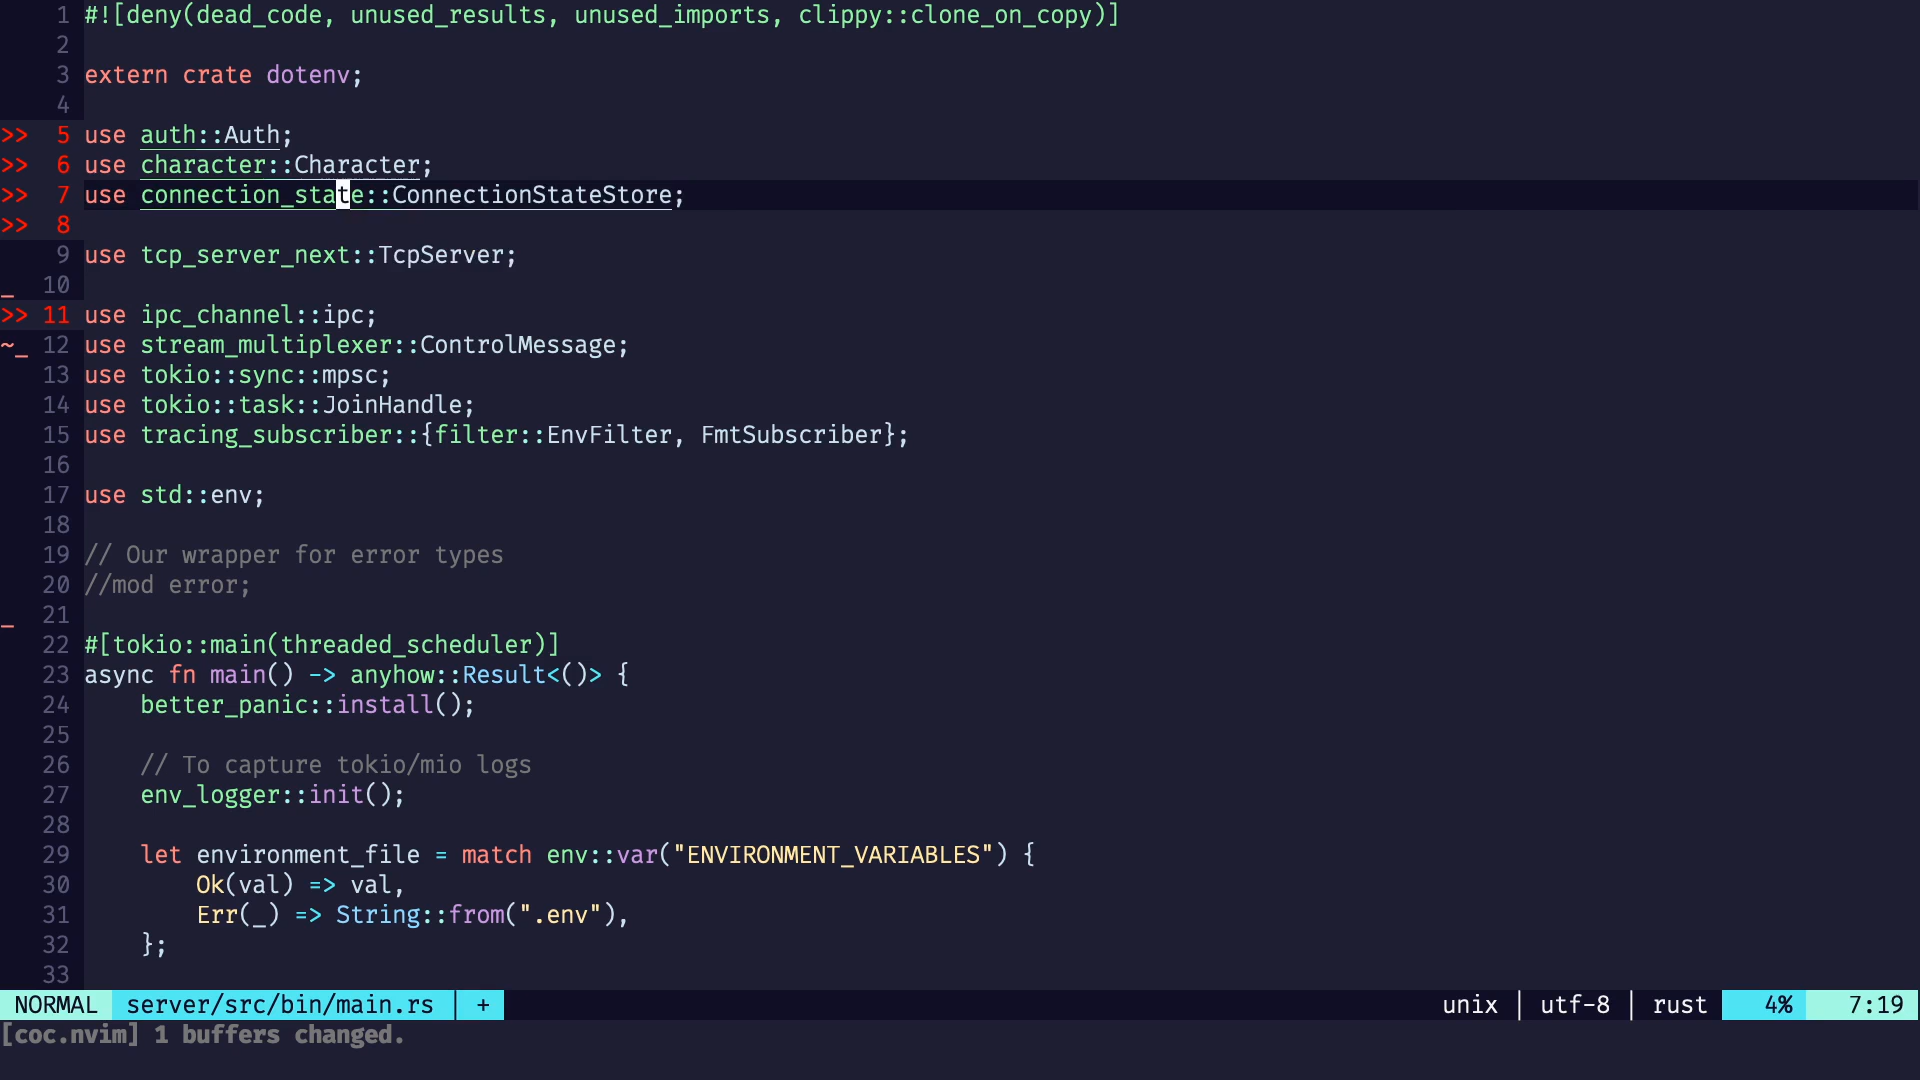 1 #![deny(dead_code, unused_results, unused_imports, clippy::clone_on_copy)]
2
3 extern crate dotenv;
4
>> 5 use auth::Auth;
>> 6 use character::Character;
>> 7 use connection_state::ConnectionStateStore;
>> 8
9 use tcp_server_next::TcpServer;
_ 10
>> 11 use ipc_channel::ipc;
~_ 12 use stream_multiplexer::ControlMessage;
13 use tokio::sync::mpsc;
14 use tokio::task::JoinHandle;
15 use tracing_subscriber::{filter::EnvFilter, FmtSubscriber};
16
17 use std::env;
18
19 // Our wrapper for error types
20 //mod error;
_ 21
22 #[tokio::main(threaded_scheduler)]
23 async fn main() -> anyhow::Result<()> {
24     better_panic::install();
25
26     // To capture tokio/mio logs
27     env_logger::init();
28
29     let environment_file = match env::var("ENVIRONMENT_VARIABLES") {
30         Ok(val) => val,
31         Err(_) => String::from(".env"),
32     };
33
NORMAL server/src/bin/main.rs | + unix | utf-8 | rust 4% 7:19
[coc.nvim] 1 buffers changed.